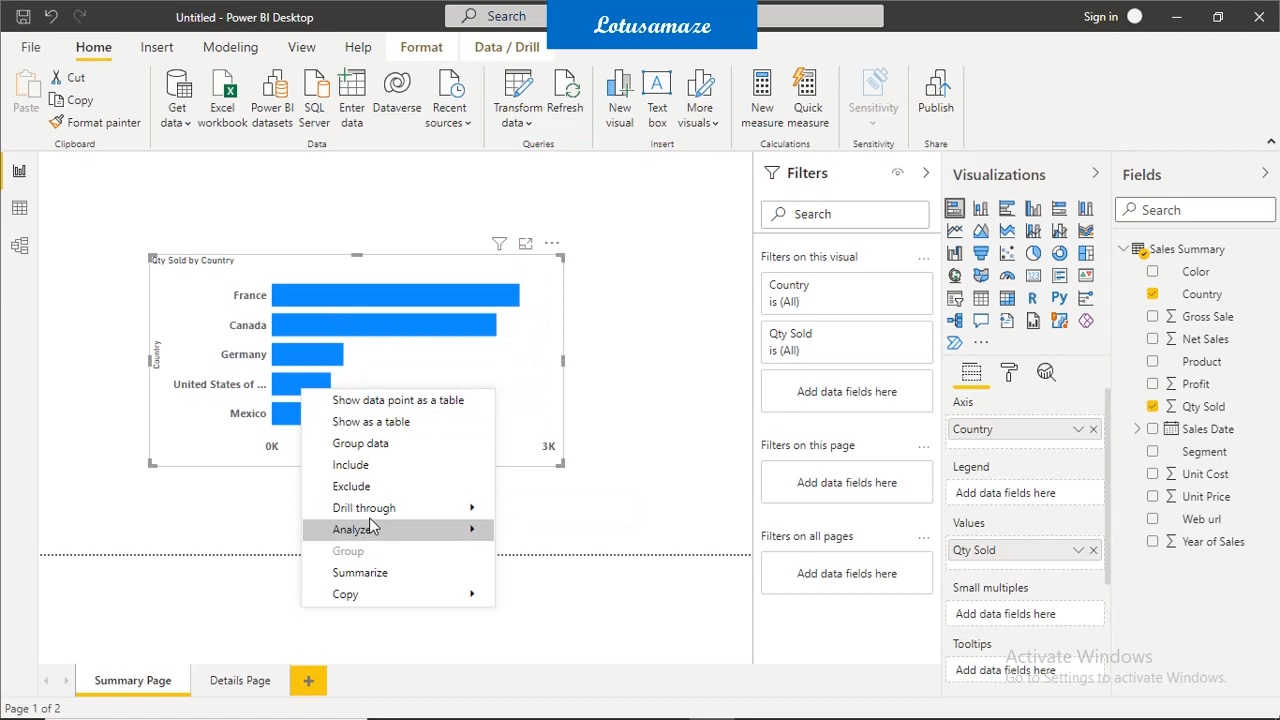 Untitled - Power BI Desktop
Search
Lotusamaze
Sign in
File
Home
Insert
Modeling
View
Help
Format
Data / Drill
Paste
Cut
Copy
Format painter
Clipboard
Get data
Excel workbook
Power BI datasets
SQL Server
Enter data
Dataverse
Recent sources
Data
Transform data
Refresh
Queries
New visual
Text box
More visuals
Insert
New measure
Quick measure
Calculations
Sensitivity
Sensitivity
Publish
Share
Qty Sold by Country
Country
France
Canada
Germany
United States of ...
Mexico
0K
3K
Show data point as a table
Show as a table
Group data
Include
Exclude
Drill through
Analyze
Group
Summarize
Copy
Filters
Search
Filters on this visual
Country
is (All)
Qty Sold
is (All)
Add data fields here
Filters on this page
Add data fields here
Filters on all pages
Add data fields here
Visualizations
Axis
Country
Legend
Add data fields here
Values
Qty Sold
Small multiples
Add data fields here
Tooltips
Add data fields here
Fields
Search
Sales Summary
Color
Country
Gross Sale
Net Sales
Product
Profit
Qty Sold
Sales Date
Segment
Unit Cost
Unit Price
Web url
Year of Sales
Activate Windows
Go to Settings to activate Windows.
Summary Page
Details Page
Page 1 of 2